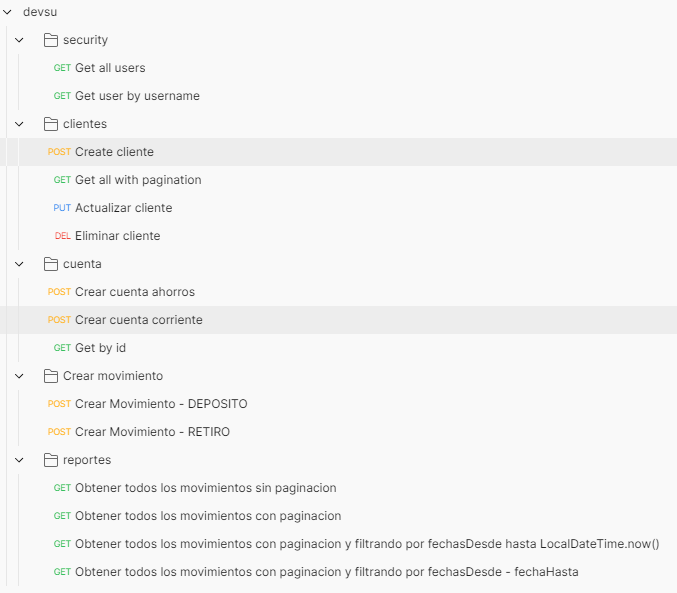 devsu
security
GET Get all users
GET Get user by username
clientes
POST Create cliente
GET Get all with pagination
PUT Actualizar cliente
DEL Eliminar cliente
cuenta
POST Crear cuenta ahorros
POST Crear cuenta corriente
GET Get by id
Crear movimiento
POST Crear Movimiento - DEPOSITO
POST Crear Movimiento - RETIRO
reportes
GET Obtener todos los movimientos sin paginacion
GET Obtener todos los movimientos con paginacion
GET Obtener todos los movimientos con paginacion y filtrando por fechasDesde hasta LocalDateTime.now()
GET Obtener todos los movimientos con paginacion y filtrando por fechasDesde - fechaHasta